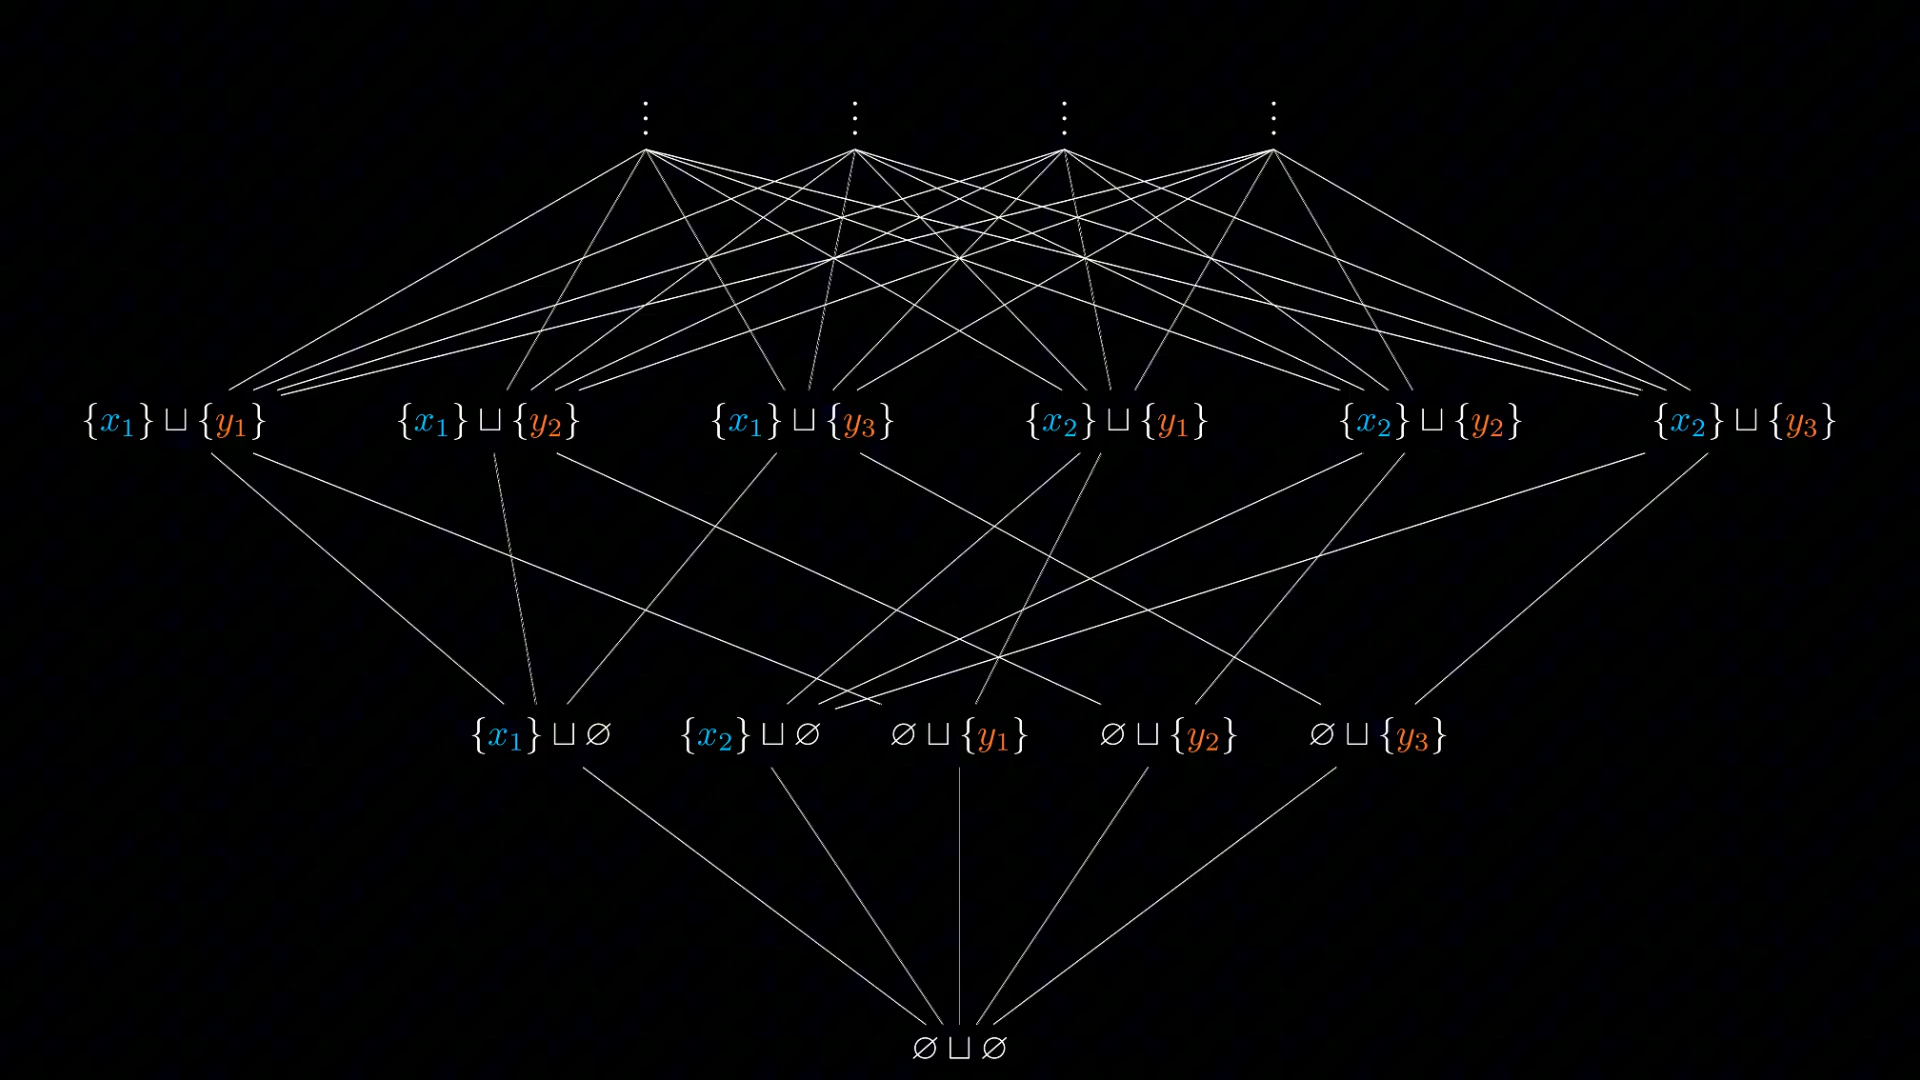 ⋮ ⋮ ⋮ ⋮
{x₁} ⊔ {y₁} {x₁} ⊔ {y₂} {x₁} ⊔ {y₃} {x₂} ⊔ {y₁} {x₂} ⊔ {y₂} {x₂} ⊔ {y₃}
{x₁} ⊔ ∅ {x₂} ⊔ ∅ ∅ ⊔ {y₁} ∅ ⊔ {y₂} ∅ ⊔ {y₃}
∅ ⊔ ∅